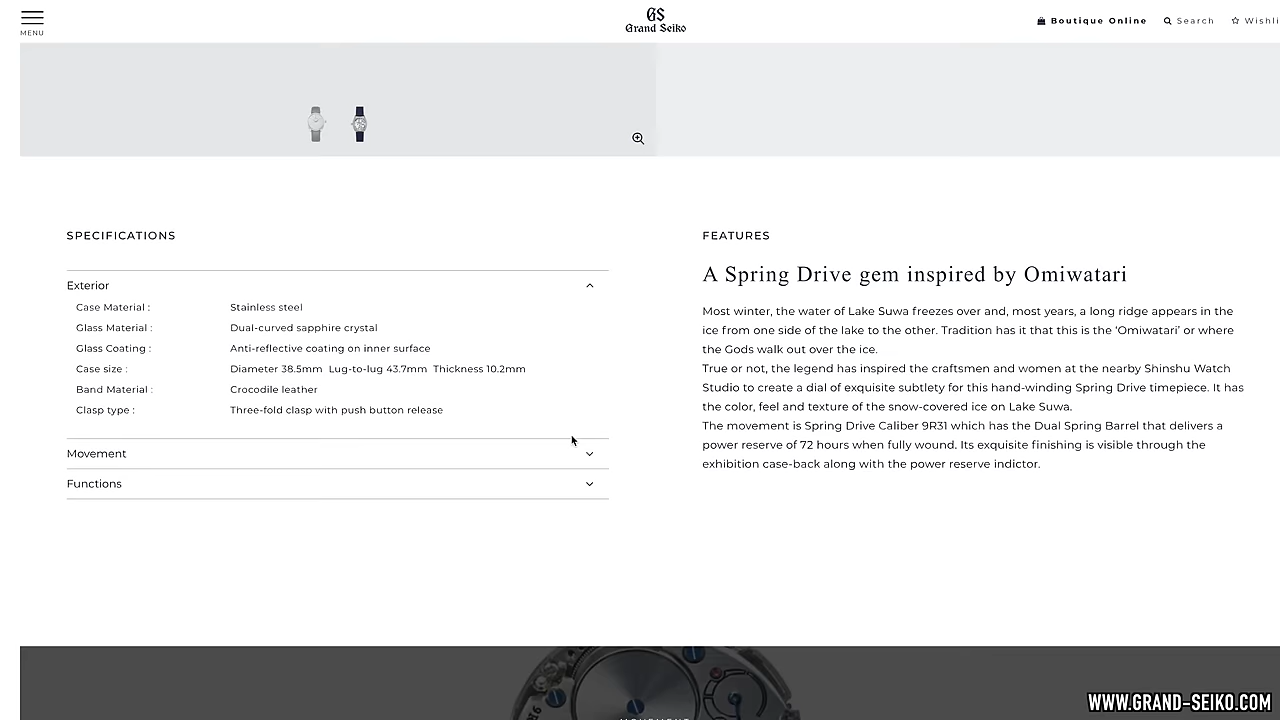 MENU
GS
Grand Seiko
Boutique Online
Search
Wishli
SPECIFICATIONS
Exterior
Case Material : Stainless steel
Glass Material : Dual-curved sapphire crystal
Glass Coating : Anti-reflective coating on inner surface
Case size : Diameter 38.5mm Lug-to-lug 43.7mm Thickness 10.2mm
Band Material : Crocodile leather
Clasp type : Three-fold clasp with push button release
Movement
Functions
FEATURES
A Spring Drive gem inspired by Omiwatari
Most winter, the water of Lake Suwa freezes over and, most years, a long ridge appears in the
ice from one side of the lake to the other. Tradition has it that this is the ‘Omiwatari’ or where
the Gods walk out over the ice.
True or not, the legend has inspired the craftsmen and women at the nearby Shinshu Watch
Studio to create a dial of exquisite subtlety for this hand-winding Spring Drive timepiece. It has
the color, feel and texture of the snow-covered ice on Lake Suwa.
The movement is Spring Drive Caliber 9R31 which has the Dual Spring Barrel that delivers a
power reserve of 72 hours when fully wound. Its exquisite finishing is visible through the
exhibition case-back along with the power reserve indictor.
WWW.GRAND-SEIKO.COM